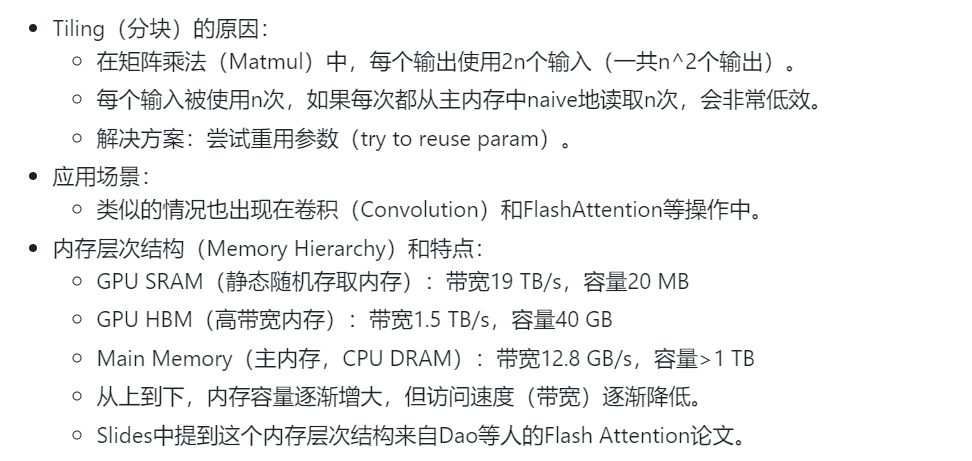 Tiling（分块）的原因：
在矩阵乘法（Matmul）中，每个输出使用2n个输入（一共n^2个输出）。
每个输入被使用n次，如果每次都从主内存中naive地读取n次，会非常低效。
解决方案：尝试重用参数（try to reuse param）。
应用场景：
类似的情况也出现在卷积（Convolution）和FlashAttention等操作中。
内存层次结构（Memory Hierarchy）和特点：
GPU SRAM（静态随机存取内存）：带宽19 TB/s，容量20 MB
GPU HBM（高带宽内存）：带宽1.5 TB/s，容量40 GB
Main Memory（主内存，CPU DRAM）：带宽12.8 GB/s，容量>1 TB
从上到下，内存容量逐渐增大，但访问速度（带宽）逐渐降低。
Slides中提到这个内存层次结构来自Dao等人的Flash Attention论文。